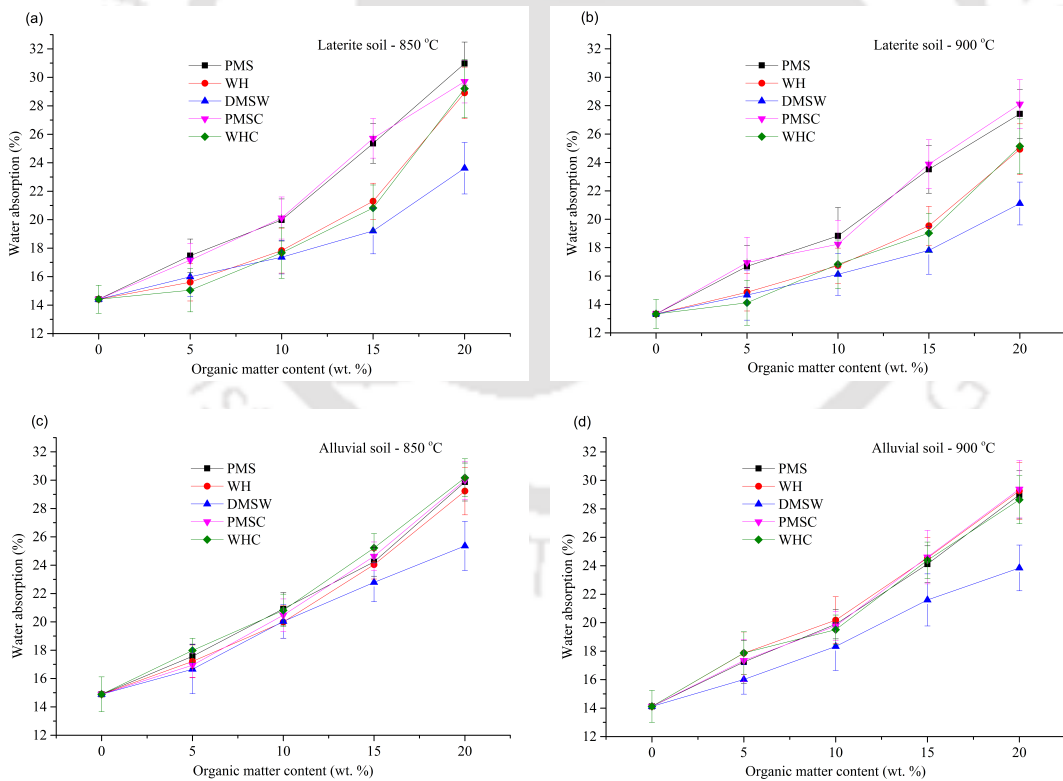 (a)
Laterite soil - 850 °C
PMS
WH
DMSW
PMSC
WHC
Water absorption (%)
32
30
28
26
24
22
20
18
16
14
12
0 5 10 15 20
Organic matter content (wt. %)
(b)
Laterite soil - 900 °C
PMS
WH
DMSW
PMSC
WHC
Water absorption (%)
32
30
28
26
24
22
20
18
16
14
12
0 5 10 15 20
Organic matter content (wt. %)
(c)
Alluvial soil - 850 °C
PMS
WH
DMSW
PMSC
WHC
Water absorption (%)
32
30
28
26
24
22
20
18
16
14
12
0 5 10 15 20
Organic matter content (wt. %)
(d)
Alluvial soil - 900 °C
PMS
WH
DMSW
PMSC
WHC
Water absorption (%)
32
30
28
26
24
22
20
18
16
14
12
0 5 10 15 20
Organic matter content (wt. %)